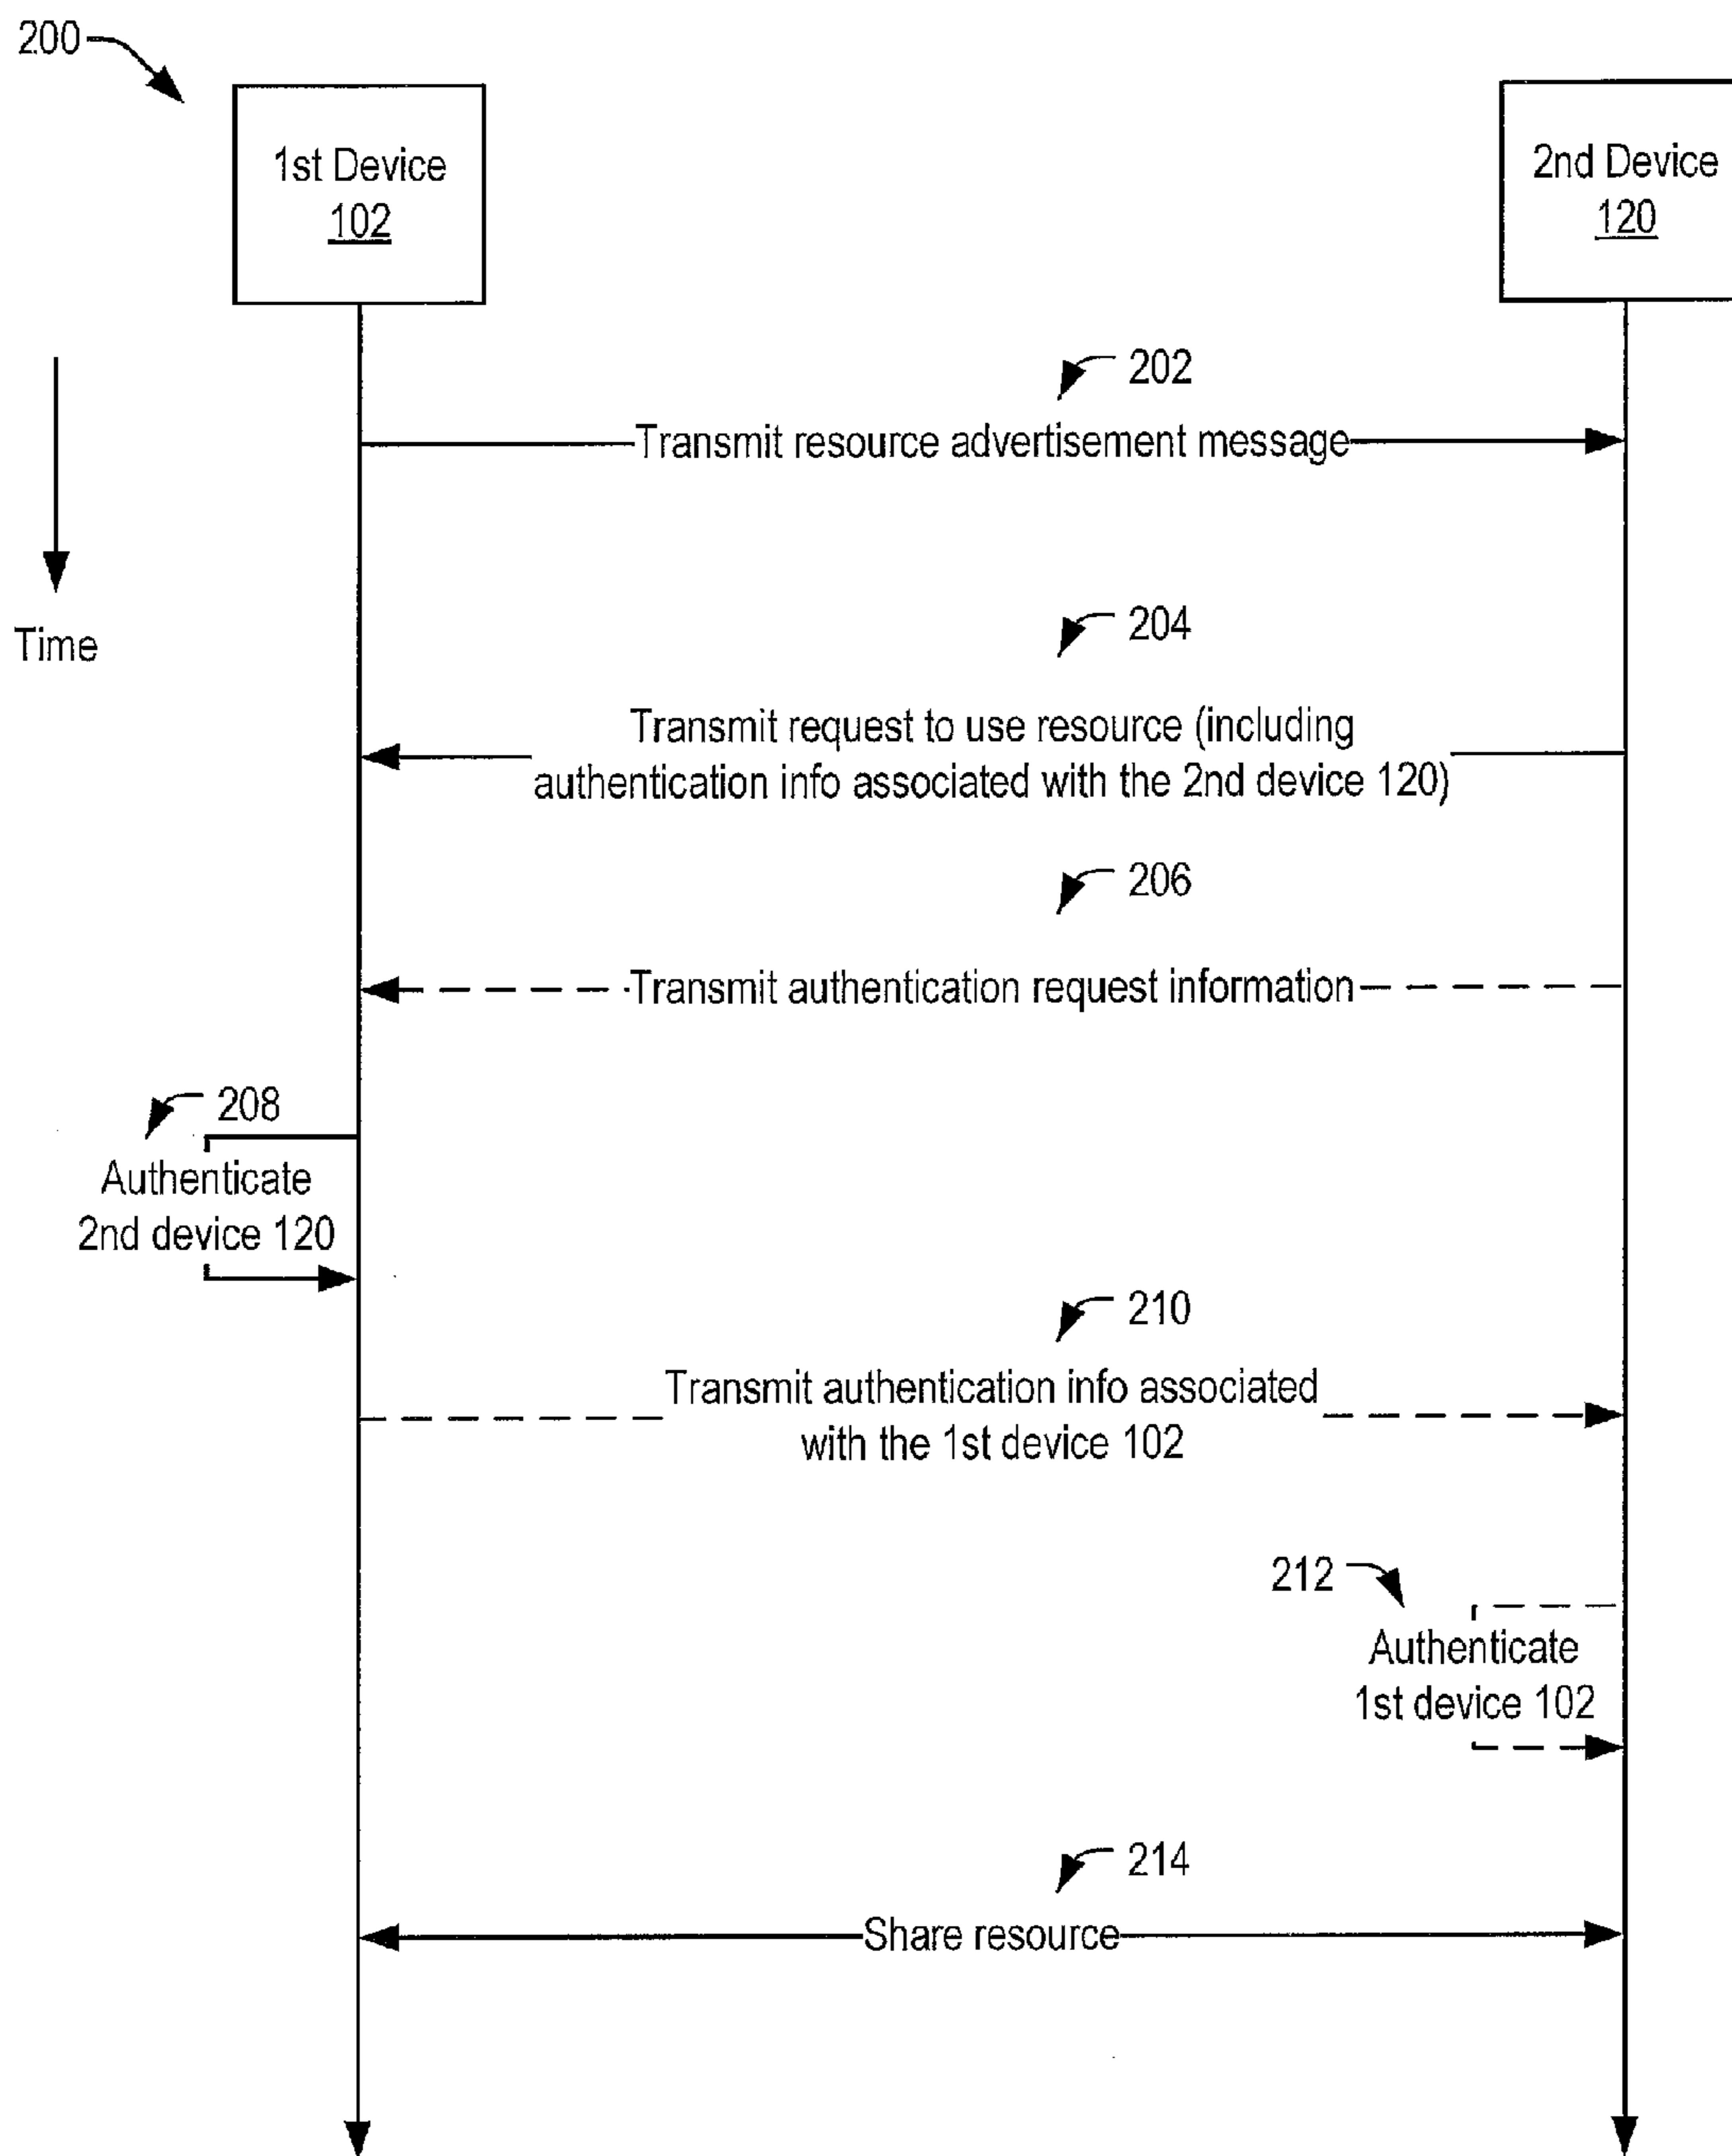 200
1st Device
102
2nd Device
120
202
Transmit resource advertisement message
Time
204
Transmit request to use resource (including
authentication info associated with the 2nd device 120)
206
Transmit authentication request information
208
Authenticate
2nd device 120
210
Transmit authentication info associated
with the 1st device 102
212
Authenticate
1st device 102
214
Share resource